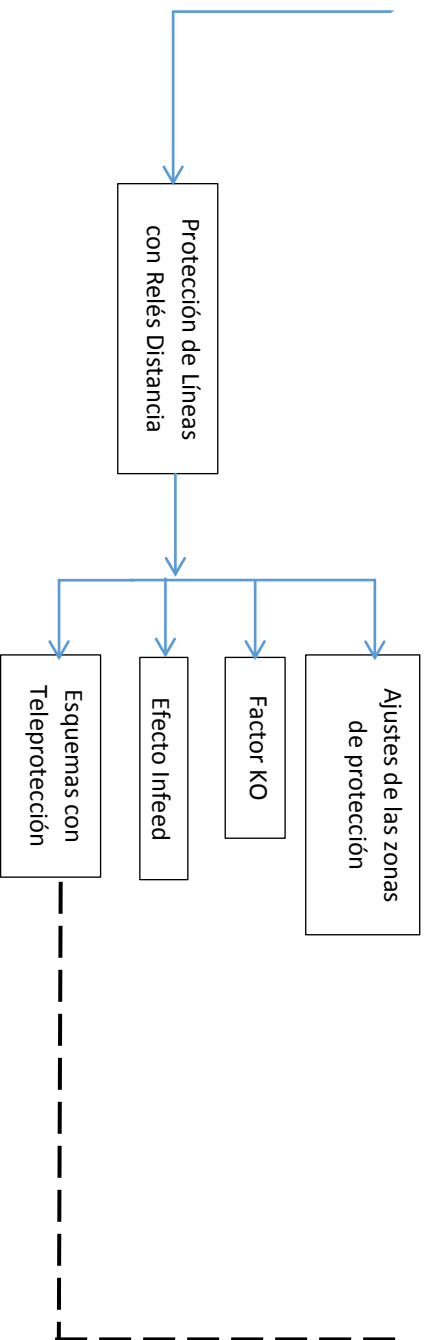 Protección de Líneas
con Relés Distancia
Ajustes de las zonas
de protección
Factor KO
Efecto Infeed
Esquemas con
Teleprotección